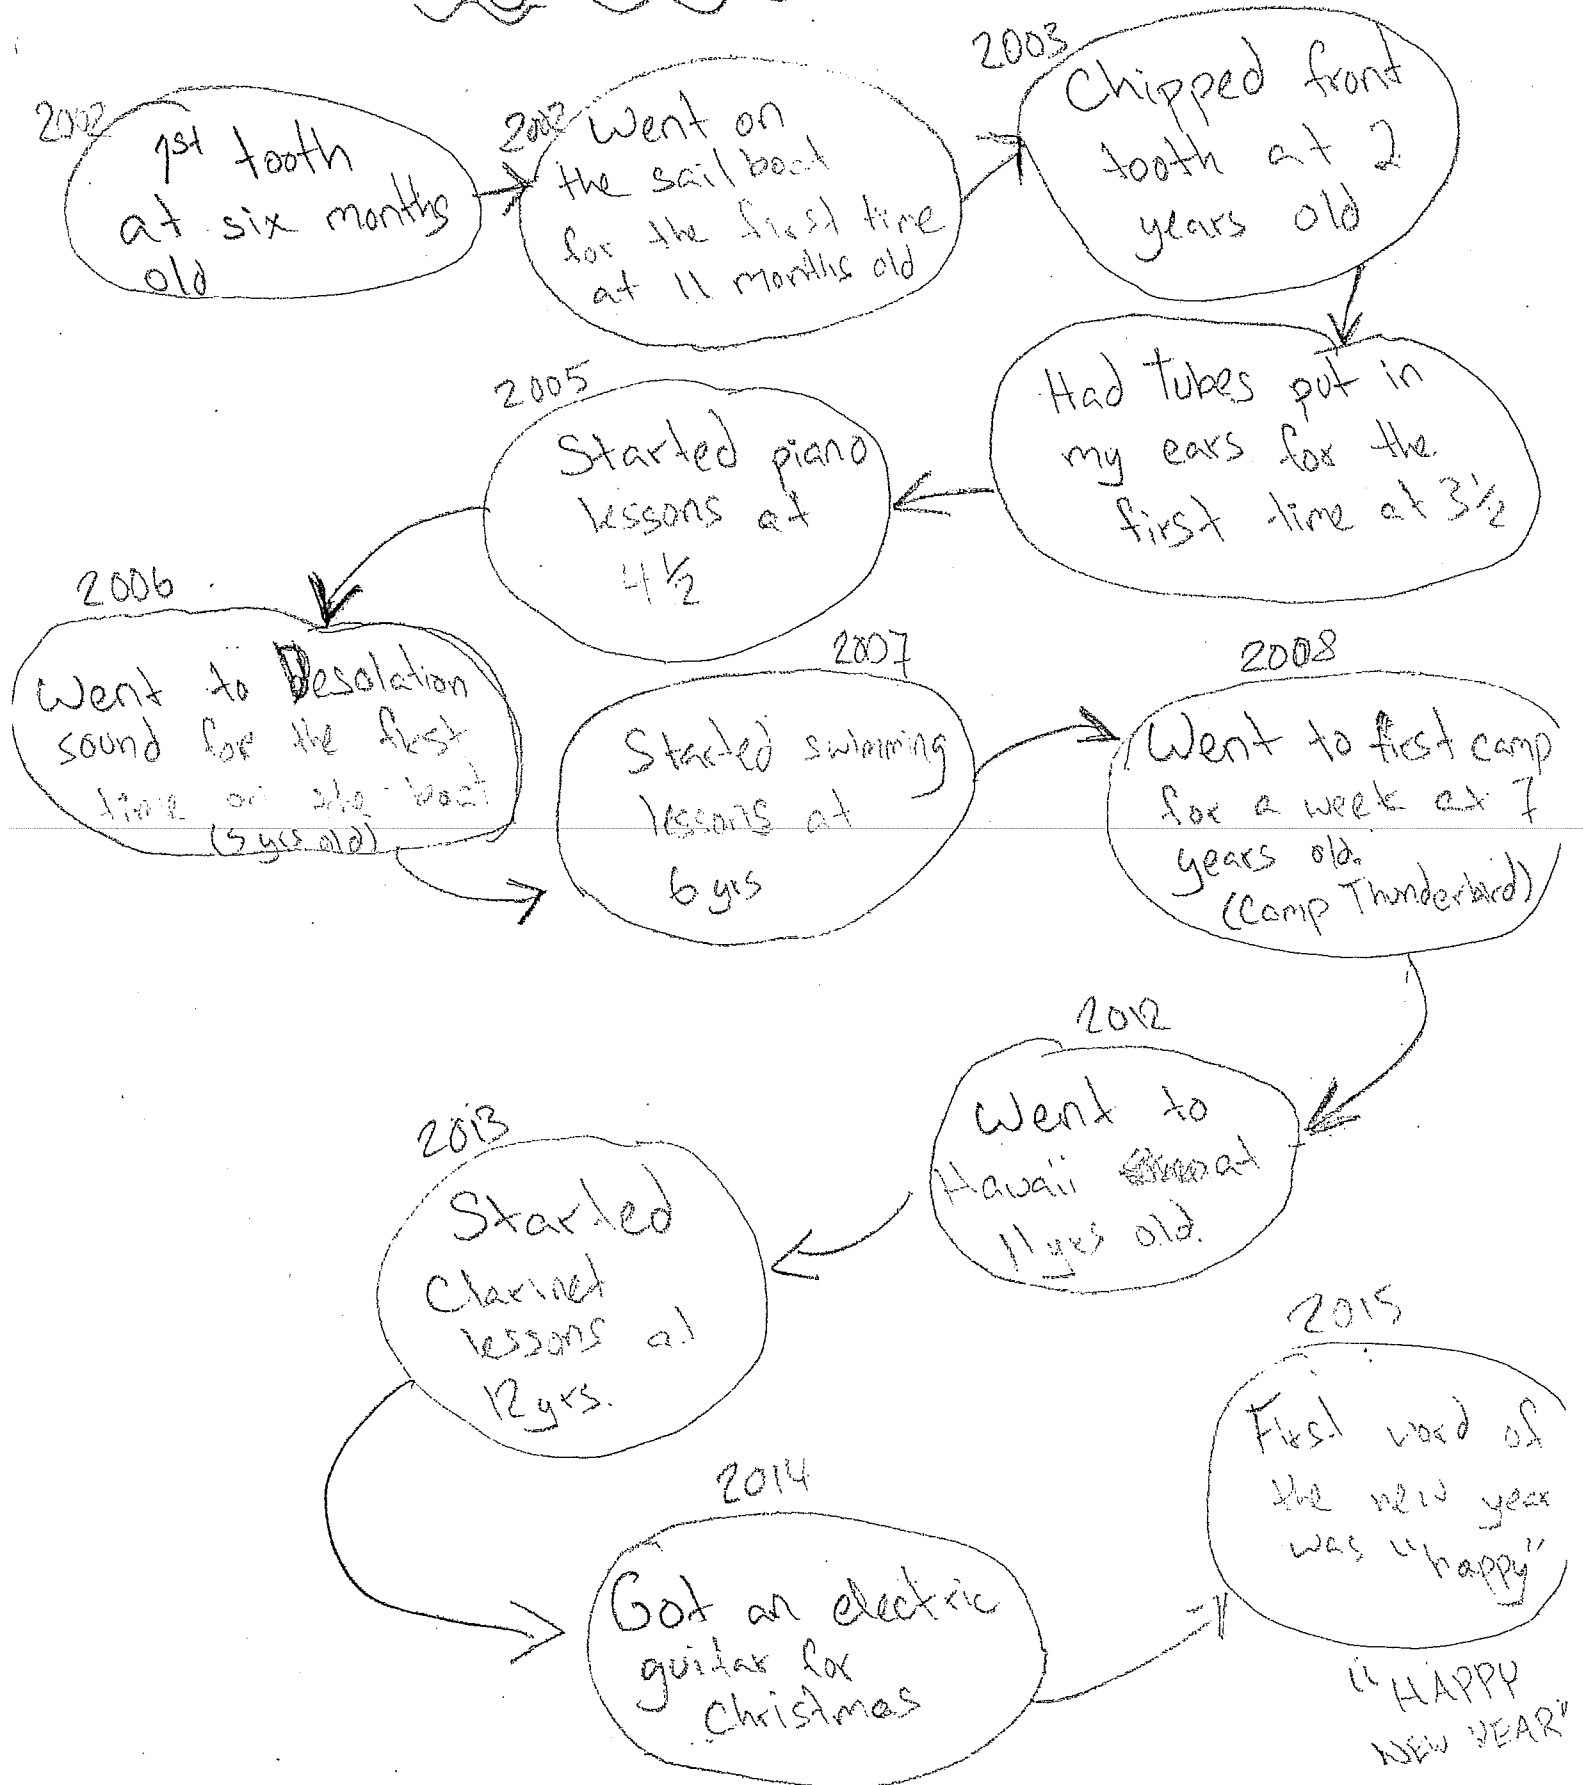 2002
1st tooth
at six months
old
2002
Went on
the sailboat
for the first time
at 11 months old
2003
Chipped front
tooth at 2
years old
Had tubes put in
my ears for the
first time at 3½
2005
Started piano
lessons at
4½
2006
Went to Desolation
sound for the first
time on boat
(5 yrs old)
2007
Started swimming
lessons at
6 yrs
2008
Went to first camp
for a week at 7
years old.
(Camp Thunderbird)
2012
Went to
Hawaii at
11 yrs old.
2013
Started
Clarinet
lessons at
12 yrs.
2014
Got an electric
guitar for
Christmas
2015
First word of
the new year
was "happy"
"HAPPY
NEW YEAR"